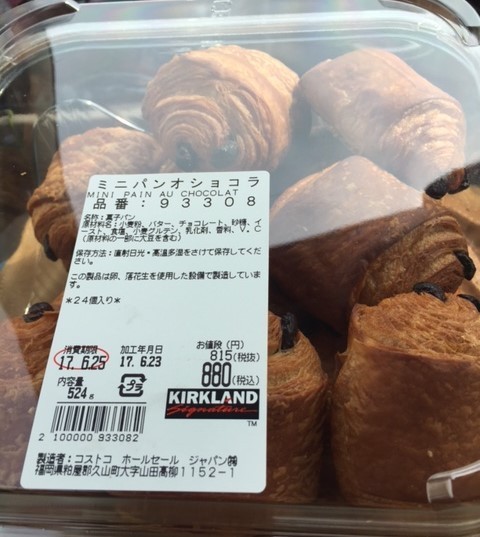 ミニパンオショコラ
MINI PAIN AU CHOCOLAT
品番：93308
名称：菓子パン
原材料名：小麦粉、バター、チョコレート、砂糖、イ
ースト、食塩、小麦グルテン、乳化剤、香料、V.C
（原材料の一部に大豆を含む）
保存方法：直射日光・高温多湿をさけて保存してくだ
さい。
この製品は卵、落花生を使用した設備で製造していま
す。
*24個入り*
消費期限 加工年月日 お値段（円）
17. 6.25 17. 6.23 815(税抜)
内容量 プラ 880(税込)
524g
KIRKLAND
Signature
TM
2 100000 933082
製造者：コストコ ホールセール ジャパン㈱
福岡県粕屋郡久山町大字山田高柳1152-1